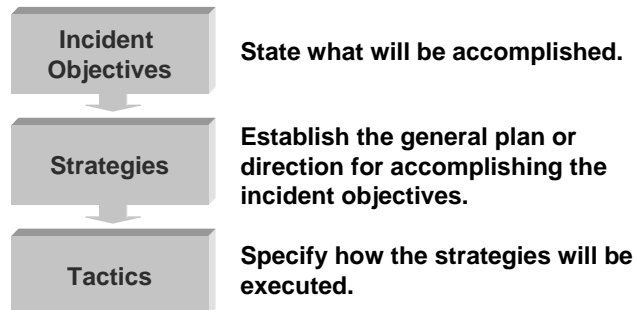 Incident
Objectives
State what will be accomplished.
Strategies
Establish the general plan or
direction for accomplishing the
incident objectives.
Tactics
Specify how the strategies will be
executed.